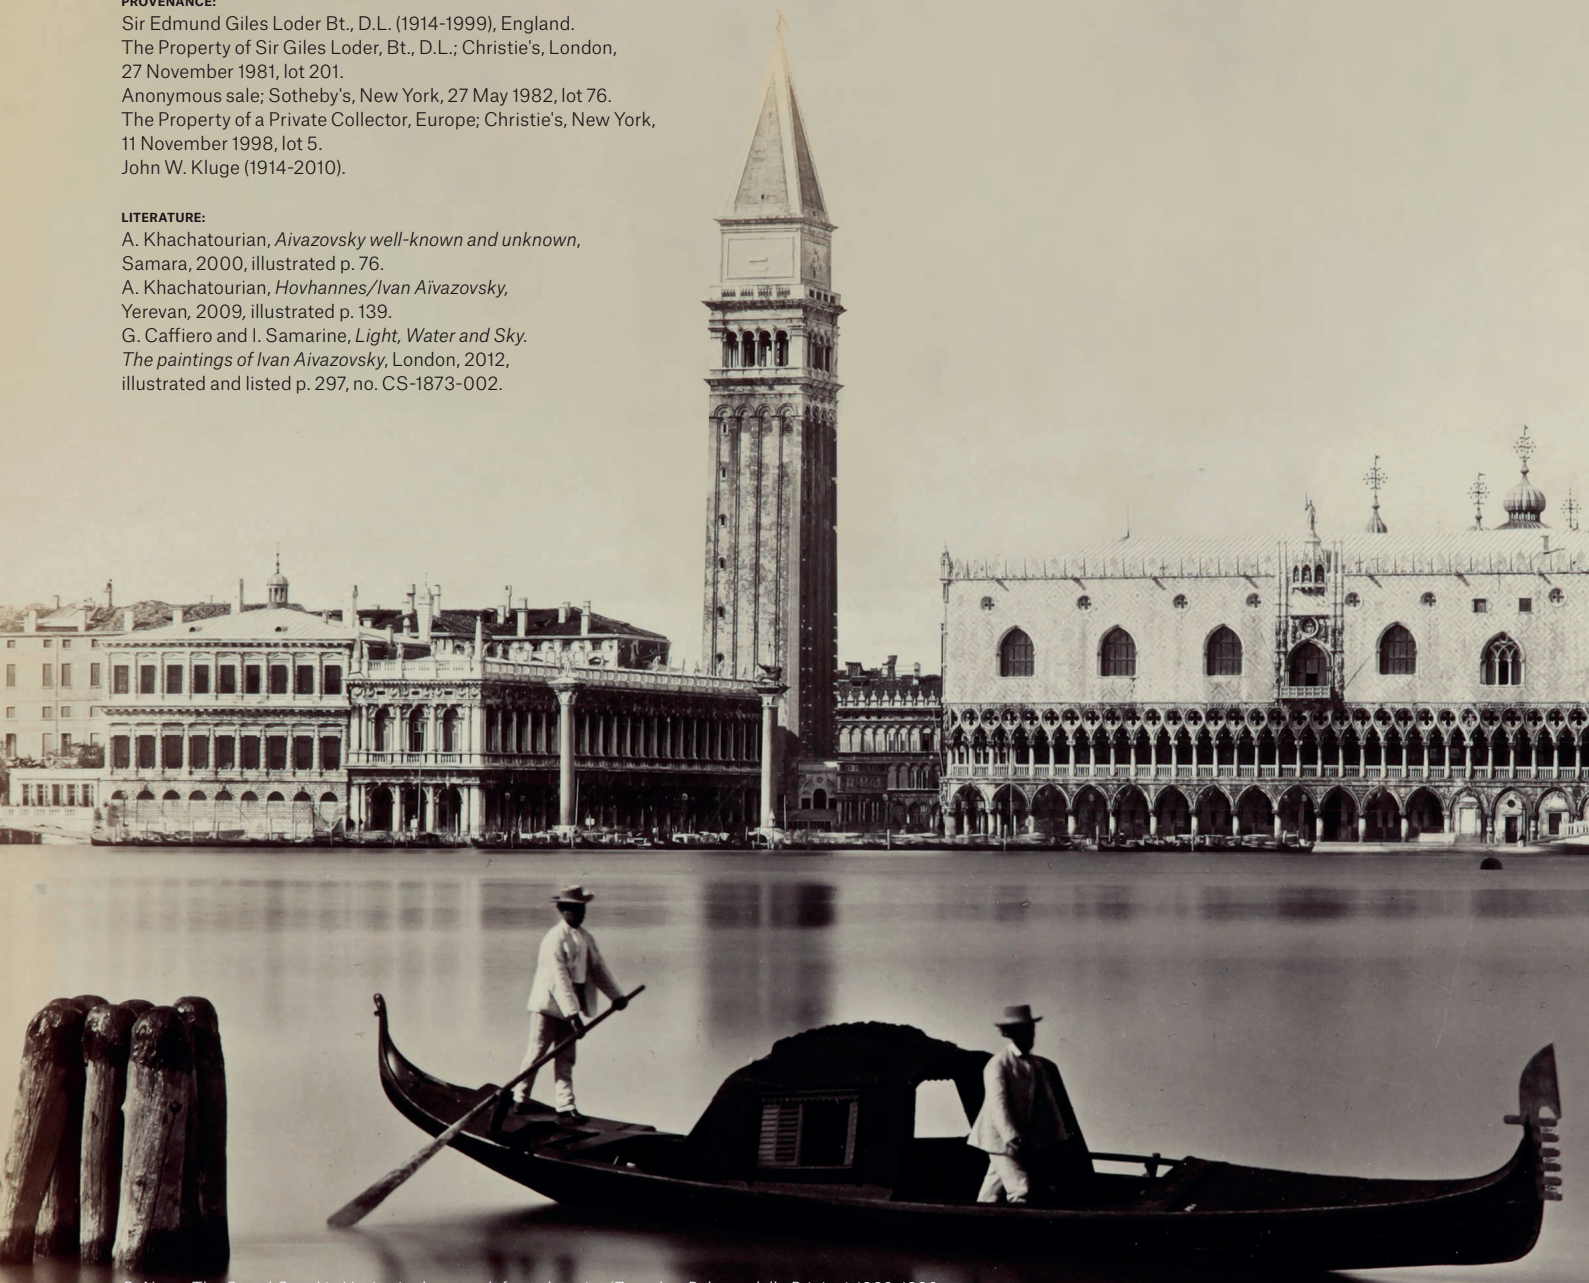 PROVENANCE:
Sir Edmund Giles Loder Bt., D.L. (1914-1999), England.
The Property of Sir Giles Loder, Bt., D.L.; Christie's, London,
27 November 1981, lot 201.
Anonymous sale; Sotheby's, New York, 27 May 1982, lot 76.
The Property of a Private Collector, Europe; Christie's, New York,
11 November 1998, lot 5.
John W. Kluge (1914-2010).
LITERATURE:
A. Khachatourian, Aivazovsky well-known and unknown,
Samara, 2000, illustrated p. 76.
A. Khachatourian, Hovhannes/Ivan Aïvazovsky,
Yerevan, 2009, illustrated p. 139.
G. Caffiero and I. Samarine, Light, Water and Sky.
The paintings of Ivan Aivazovsky, London, 2012,
illustrated and listed p. 297, no. CS-1873-002.